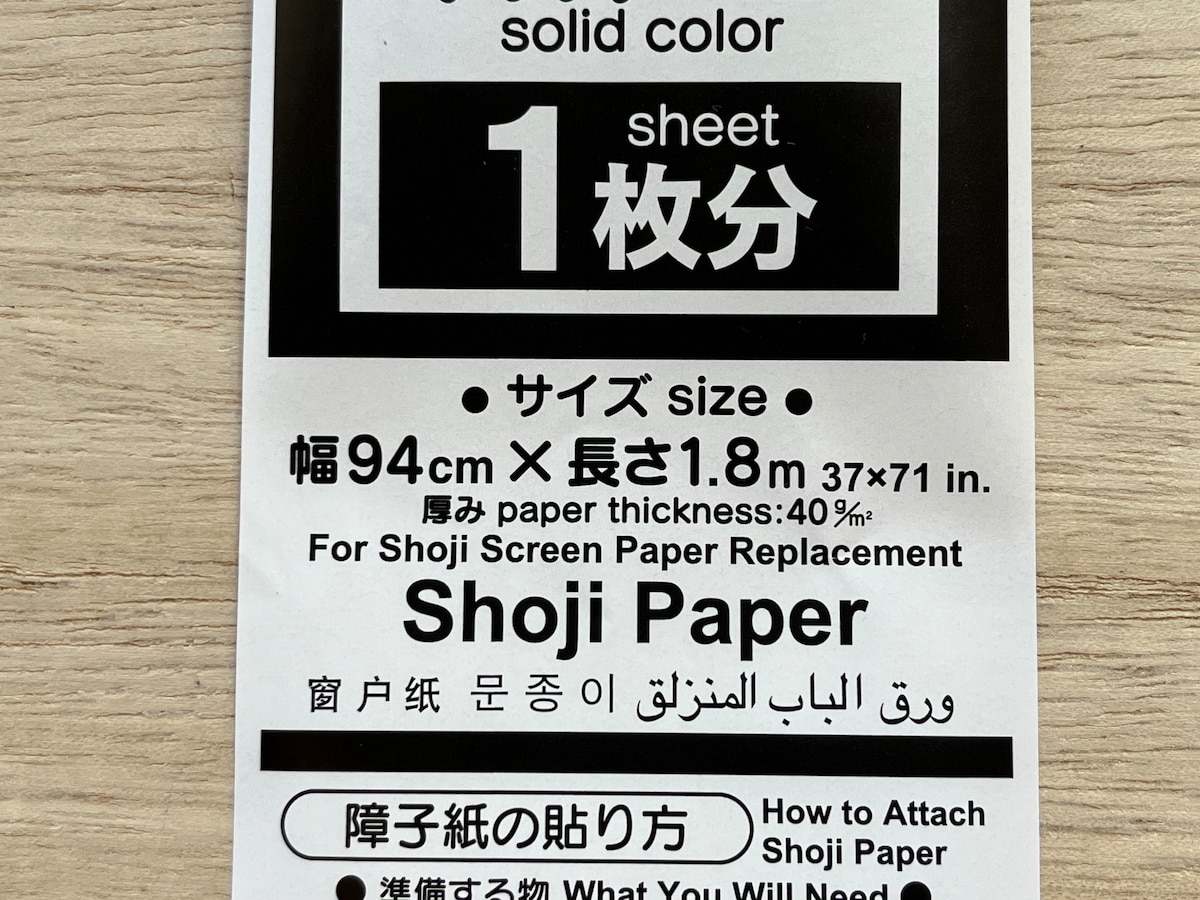 solid color
1 sheet
枚分
● サイズ size ●
幅94cm×長さ1.8m 37×71 in.
厚み paper thickness:40g/m²
For Shoji Screen Paper Replacement
Shoji Paper
窗户纸 문종이 ورق الباب المنزلق
障子紙の貼り方 How to Attach
Shoji Paper
● 準備する物 What You Will Need ●